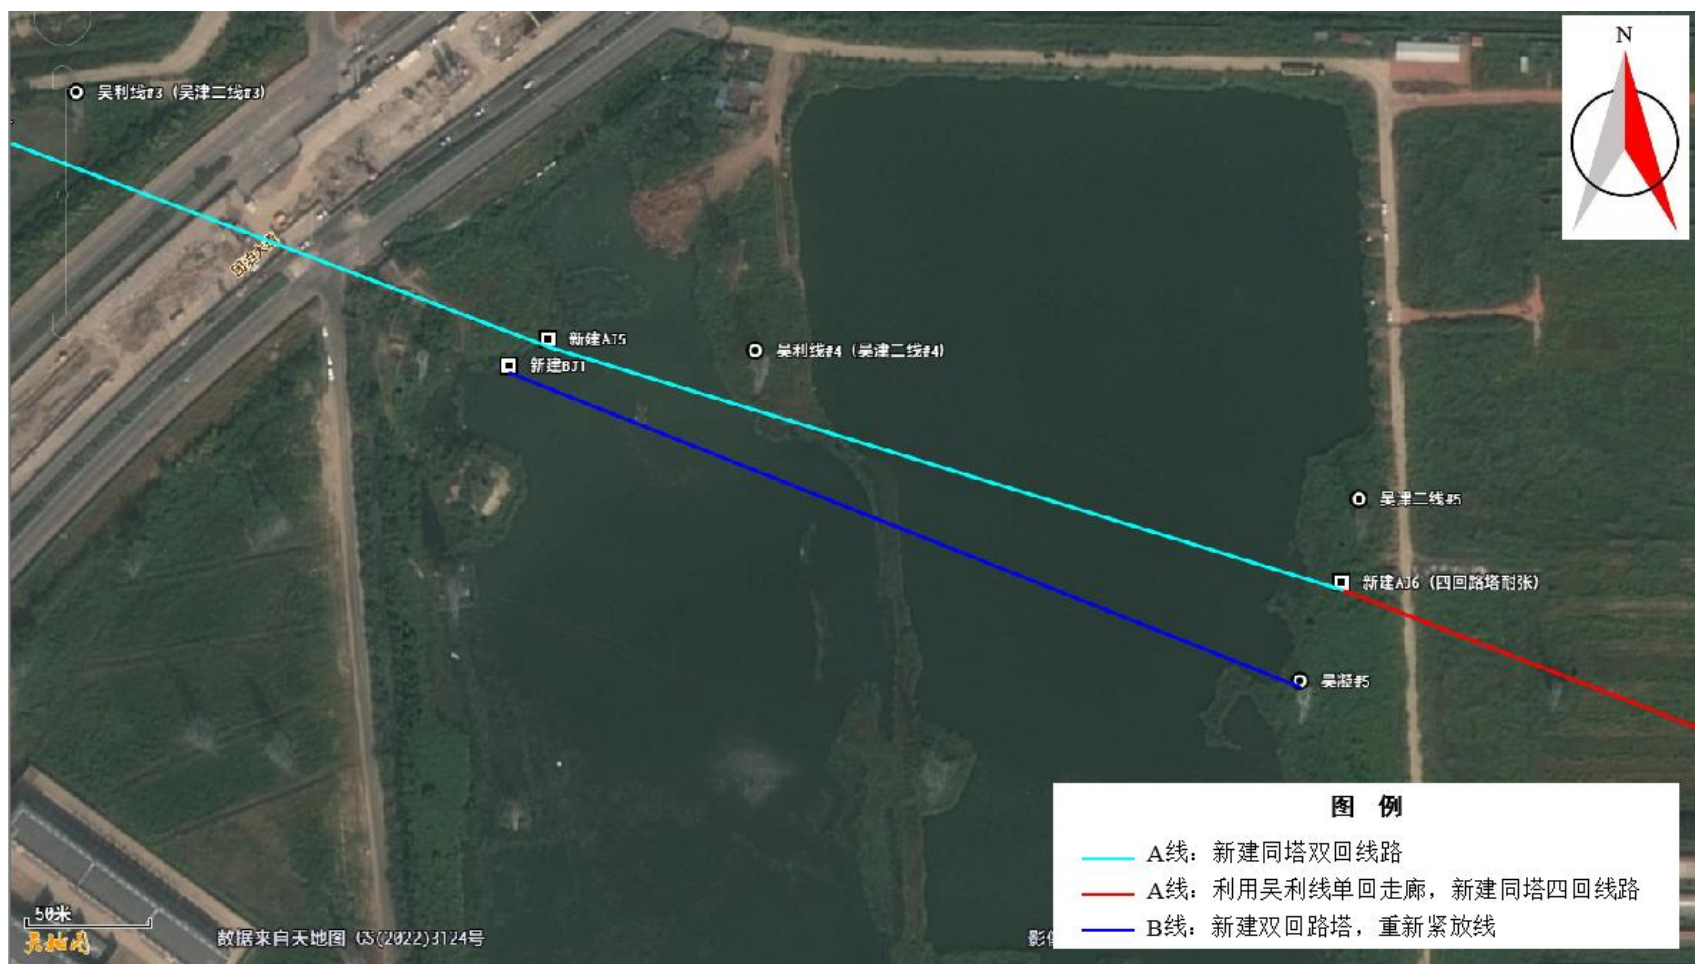 N
吴利线#3 (吴津二线#3)
新建AJ5
新建BJ1
吴利线#4 (吴津二线#4)
吴津二线#5
新建AJ6 (四回路塔耐张)
吴凝#5
图 例
A线：新建同塔双回线路
A线：利用吴利线单回走廊，新建同塔四回线路
B线：新建双回路塔，重新紧放线
50米
数据来自天地图 GS(2022)3124号
影